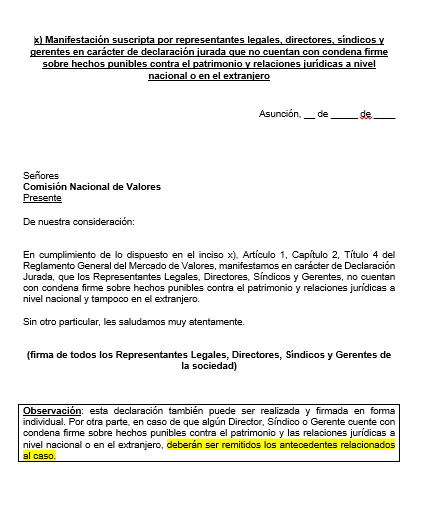 x) Manifestación suscripta por representantes legales, directores, síndicos y
gerentes en carácter de declaración jurada que no cuentan con condena firme
sobre hechos punibles contra el patrimonio y relaciones jurídicas a nivel
nacional o en el extranjero
Asunción, __ de _____ de ____
Señores
Comisión Nacional de Valores
Presente
De nuestra consideración:
En cumplimiento de lo dispuesto en el inciso x), Artículo 1, Capítulo 2, Título 4 del
Reglamento General del Mercado de Valores, manifestamos en carácter de Declaración
Jurada, que los Representantes Legales, Directores, Síndicos y Gerentes, no cuentan
con condena firme sobre hechos punibles contra el patrimonio y relaciones jurídicas a
nivel nacional y tampoco en el extranjero.
Sin otro particular, les saludamos muy atentamente.
(firma de todos los Representantes Legales, Directores, Síndicos y Gerentes de
la sociedad)
Observación: esta declaración también puede ser realizada y firmada en forma
individual. Por otra parte, en caso de que algún Director, Síndico o Gerente cuente con
condena firme sobre hechos punibles contra el patrimonio y las relaciones jurídicas a
nivel nacional o en el extranjero, deberán ser remitidos los antecedentes relacionados
al caso.